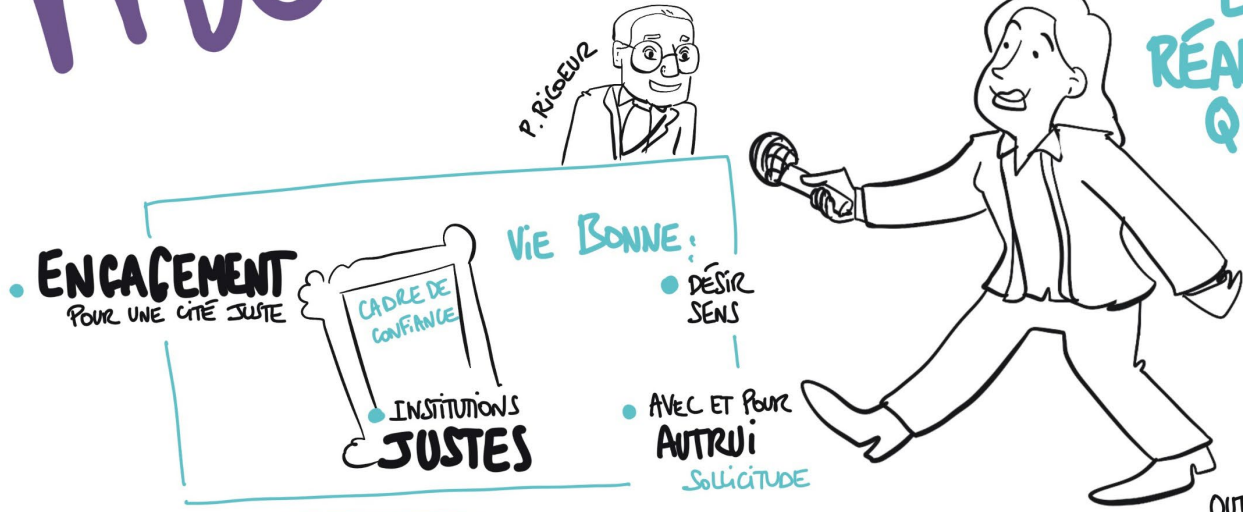 P. RICOEUR
VIE BONNE :
DÉSIR
SENS
AVEC ET POUR
AUTRUI
SOLLICITUDE
INSTITUTIONS
JUSTES
CADRE DE
CONFIANCE
ENGAGEMENT
POUR UNE CITÉ JUSTE